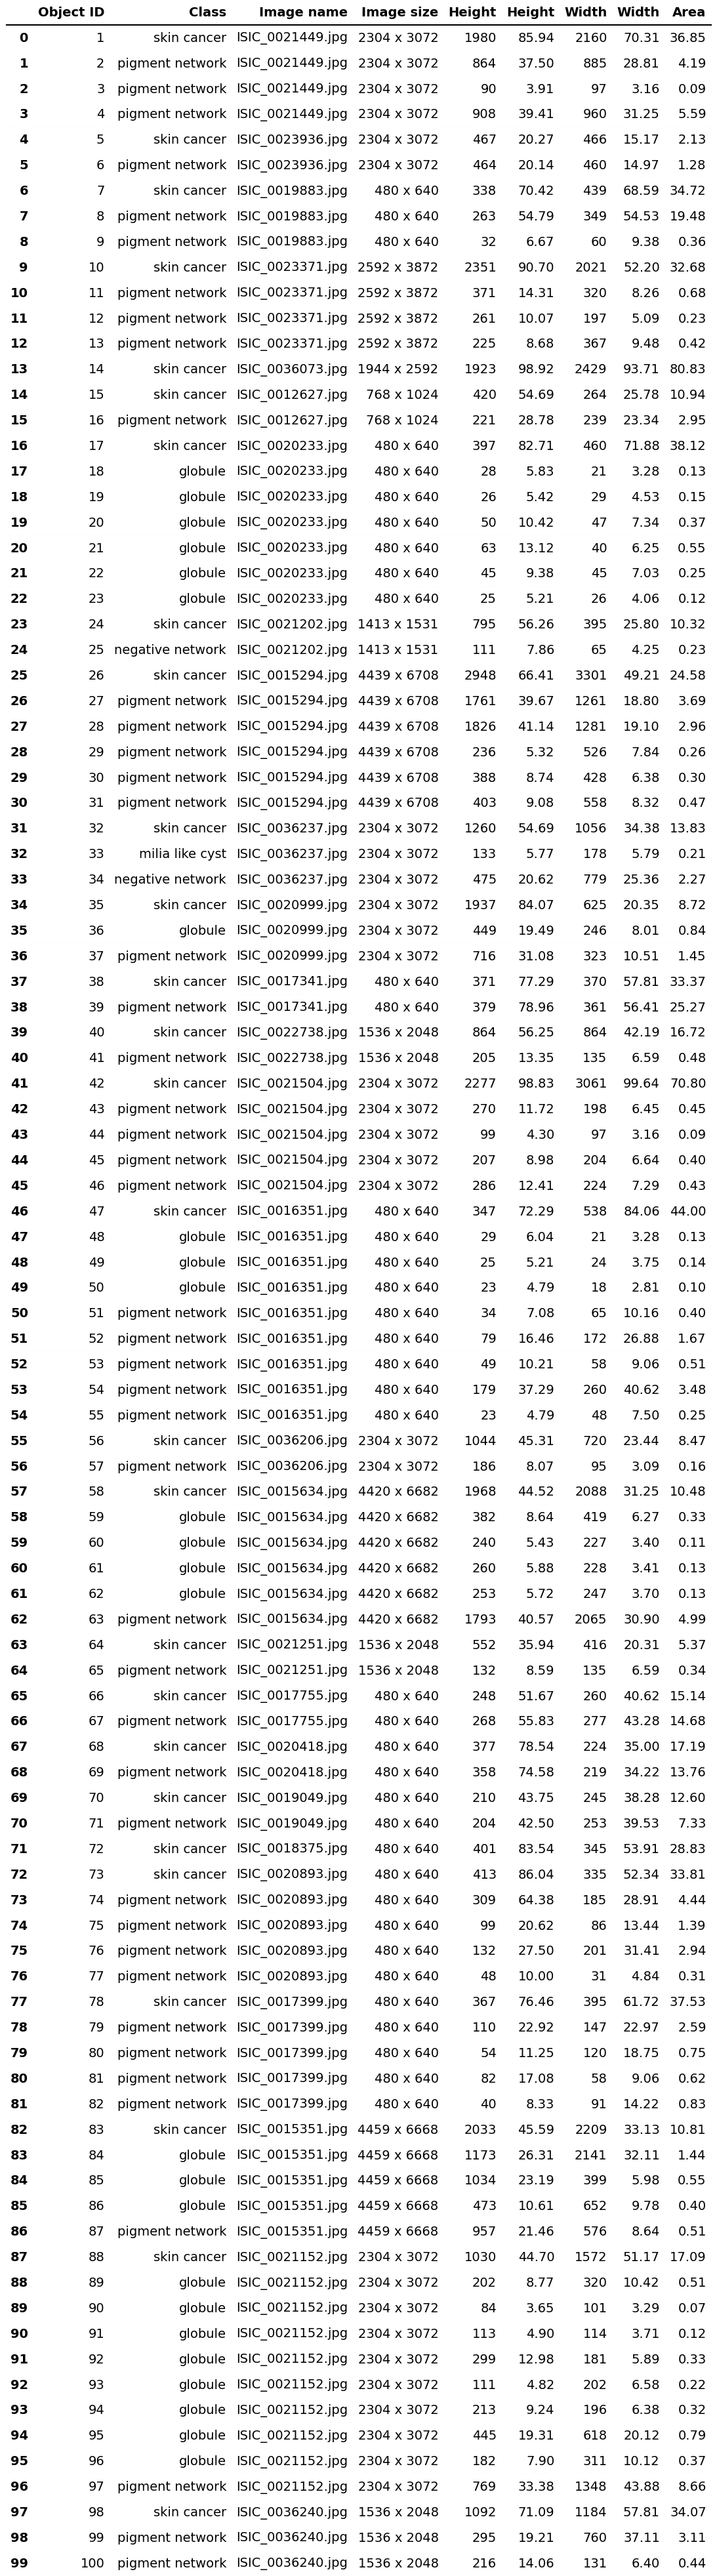 Object ID Class Image name Image size Height Height Width Width Area
0 1 skin cancer ISIC_0021449.jpg 2304 x 3072 1980 85.94 2160 70.31 36.85
1 2 pigment network ISIC_0021449.jpg 2304 x 3072 864 37.50 885 28.81 4.19
2 3 pigment network ISIC_0021449.jpg 2304 x 3072 90 3.91 97 3.16 0.09
3 4 pigment network ISIC_0021449.jpg 2304 x 3072 908 39.41 960 31.25 5.59
4 5 skin cancer ISIC_0023936.jpg 2304 x 3072 467 20.27 466 15.17 2.13
5 6 pigment network ISIC_0023936.jpg 2304 x 3072 464 20.14 460 14.97 1.28
6 7 skin cancer ISIC_0019883.jpg 480 x 640 338 70.42 439 68.59 34.72
7 8 pigment network ISIC_0019883.jpg 480 x 640 263 54.79 349 54.53 19.48
8 9 pigment network ISIC_0019883.jpg 480 x 640 32 6.67 60 9.38 0.36
9 10 skin cancer ISIC_0023371.jpg 2592 x 3872 2351 90.70 2021 52.20 32.68
10 11 pigment network ISIC_0023371.jpg 2592 x 3872 371 14.31 320 8.26 0.68
11 12 pigment network ISIC_0023371.jpg 2592 x 3872 261 10.07 197 5.09 0.23
12 13 pigment network ISIC_0023371.jpg 2592 x 3872 225 8.68 367 9.48 0.42
13 14 skin cancer ISIC_0036073.jpg 1944 x 2592 1923 98.92 2429 93.71 80.83
14 15 skin cancer ISIC_0012627.jpg 768 x 1024 420 54.69 264 25.78 10.94
15 16 pigment network ISIC_0012627.jpg 768 x 1024 221 28.78 239 23.34 2.95
16 17 skin cancer ISIC_0020233.jpg 480 x 640 397 82.71 460 71.88 38.12
17 18 globule ISIC_0020233.jpg 480 x 640 28 5.83 21 3.28 0.13
18 19 globule ISIC_0020233.jpg 480 x 640 26 5.42 29 4.53 0.15
19 20 globule ISIC_0020233.jpg 480 x 640 50 10.42 47 7.34 0.37
20 21 globule ISIC_0020233.jpg 480 x 640 63 13.12 40 6.25 0.55
21 22 globule ISIC_0020233.jpg 480 x 640 45 9.38 45 7.03 0.25
22 23 globule ISIC_0020233.jpg 480 x 640 25 5.21 26 4.06 0.12
23 24 skin cancer ISIC_0021202.jpg 1413 x 1531 795 56.26 395 25.80 10.32
24 25 negative network ISIC_0021202.jpg 1413 x 1531 111 7.86 65 4.25 0.23
25 26 skin cancer ISIC_0015294.jpg 4439 x 6708 2948 66.41 3301 49.21 24.58
26 27 pigment network ISIC_0015294.jpg 4439 x 6708 1761 39.67 1261 18.80 3.69
27 28 pigment network ISIC_0015294.jpg 4439 x 6708 1826 41.14 1281 19.10 2.96
28 29 pigment network ISIC_0015294.jpg 4439 x 6708 236 5.32 526 7.84 0.26
29 30 pigment network ISIC_0015294.jpg 4439 x 6708 388 8.74 428 6.38 0.30
30 31 pigment network ISIC_0015294.jpg 4439 x 6708 403 9.08 558 8.32 0.47
31 32 skin cancer ISIC_0036237.jpg 2304 x 3072 1260 54.69 1056 34.38 13.83
32 33 milia like cyst ISIC_0036237.jpg 2304 x 3072 133 5.77 178 5.79 0.21
33 34 negative network ISIC_0036237.jpg 2304 x 3072 475 20.62 779 25.36 2.27
34 35 skin cancer ISIC_0020999.jpg 2304 x 3072 1937 84.07 625 20.35 8.72
35 36 globule ISIC_0020999.jpg 2304 x 3072 449 19.49 246 8.01 0.84
36 37 pigment network ISIC_0020999.jpg 2304 x 3072 716 31.08 323 10.51 1.45
37 38 skin cancer ISIC_0017341.jpg 480 x 640 371 77.29 370 57.81 33.37
38 39 pigment network ISIC_0017341.jpg 480 x 640 379 78.96 361 56.41 25.27
39 40 skin cancer ISIC_0022738.jpg 1536 x 2048 864 56.25 864 42.19 16.72
40 41 pigment network ISIC_0022738.jpg 1536 x 2048 205 13.35 135 6.59 0.48
41 42 skin cancer ISIC_0021504.jpg 2304 x 3072 2277 98.83 3061 99.64 70.80
42 43 pigment network ISIC_0021504.jpg 2304 x 3072 270 11.72 198 6.45 0.45
43 44 pigment network ISIC_0021504.jpg 2304 x 3072 99 4.30 97 3.16 0.09
44 45 pigment network ISIC_0021504.jpg 2304 x 3072 207 8.98 204 6.64 0.40
45 46 pigment network ISIC_0021504.jpg 2304 x 3072 286 12.41 224 7.29 0.43
46 47 skin cancer ISIC_0016351.jpg 480 x 640 347 72.29 538 84.06 44.00
47 48 globule ISIC_0016351.jpg 480 x 640 29 6.04 21 3.28 0.13
48 49 globule ISIC_0016351.jpg 480 x 640 25 5.21 24 3.75 0.14
49 50 globule ISIC_0016351.jpg 480 x 640 23 4.79 18 2.81 0.10
50 51 pigment network ISIC_0016351.jpg 480 x 640 34 7.08 65 10.16 0.40
51 52 pigment network ISIC_0016351.jpg 480 x 640 79 16.46 172 26.88 1.67
52 53 pigment network ISIC_0016351.jpg 480 x 640 49 10.21 58 9.06 0.51
53 54 pigment network ISIC_0016351.jpg 480 x 640 179 37.29 260 40.62 3.48
54 55 pigment network ISIC_0016351.jpg 480 x 640 23 4.79 48 7.50 0.25
55 56 skin cancer ISIC_0036206.jpg 2304 x 3072 1044 45.31 720 23.44 8.47
56 57 pigment network ISIC_0036206.jpg 2304 x 3072 186 8.07 95 3.09 0.16
57 58 skin cancer ISIC_0015634.jpg 4420 x 6682 1968 44.52 2088 31.25 10.48
58 59 globule ISIC_0015634.jpg 4420 x 6682 382 8.64 419 6.27 0.33
59 60 globule ISIC_0015634.jpg 4420 x 6682 240 5.43 227 3.40 0.11
60 61 globule ISIC_0015634.jpg 4420 x 6682 260 5.88 228 3.41 0.13
61 62 globule ISIC_0015634.jpg 4420 x 6682 253 5.72 247 3.70 0.13
62 63 pigment network ISIC_0015634.jpg 4420 x 6682 1793 40.57 2065 30.90 4.99
63 64 skin cancer ISIC_0021251.jpg 1536 x 2048 552 35.94 416 20.31 5.37
64 65 pigment network ISIC_0021251.jpg 1536 x 2048 132 8.59 135 6.59 0.34
65 66 skin cancer ISIC_0017755.jpg 480 x 640 248 51.67 260 40.62 15.14
66 67 pigment network ISIC_0017755.jpg 480 x 640 268 55.83 277 43.28 14.68
67 68 skin cancer ISIC_0020418.jpg 480 x 640 377 78.54 224 35.00 17.19
68 69 pigment network ISIC_0020418.jpg 480 x 640 358 74.58 219 34.22 13.76
69 70 skin cancer ISIC_0019049.jpg 480 x 640 210 43.75 245 38.28 12.60
70 71 pigment network ISIC_0019049.jpg 480 x 640 204 42.50 253 39.53 7.33
71 72 skin cancer ISIC_0018375.jpg 480 x 640 401 83.54 345 53.91 28.83
72 73 skin cancer ISIC_0020893.jpg 480 x 640 413 86.04 335 52.34 33.81
73 74 pigment network ISIC_0020893.jpg 480 x 640 309 64.38 185 28.91 4.44
74 75 pigment network ISIC_0020893.jpg 480 x 640 99 20.62 86 13.44 1.39
75 76 pigment network ISIC_0020893.jpg 480 x 640 132 27.50 201 31.41 2.94
76 77 pigment network ISIC_0020893.jpg 480 x 640 48 10.00 31 4.84 0.31
77 78 skin cancer ISIC_0017399.jpg 480 x 640 367 76.46 395 61.72 37.53
78 79 pigment network ISIC_0017399.jpg 480 x 640 110 22.92 147 22.97 2.59
79 80 pigment network ISIC_0017399.jpg 480 x 640 54 11.25 120 18.75 0.75
80 81 pigment network ISIC_0017399.jpg 480 x 640 82 17.08 58 9.06 0.62
81 82 pigment network ISIC_0017399.jpg 480 x 640 40 8.33 91 14.22 0.83
82 83 skin cancer ISIC_0015351.jpg 4459 x 6668 2033 45.59 2209 33.13 10.81
83 84 globule ISIC_0015351.jpg 4459 x 6668 1173 26.31 2141 32.11 1.44
84 85 globule ISIC_0015351.jpg 4459 x 6668 1034 23.19 399 5.98 0.55
85 86 globule ISIC_0015351.jpg 4459 x 6668 473 10.61 652 9.78 0.40
86 87 pigment network ISIC_0015351.jpg 4459 x 6668 957 21.46 576 8.64 0.51
87 88 skin cancer ISIC_0021152.jpg 2304 x 3072 1030 44.70 1572 51.17 17.09
88 89 globule ISIC_0021152.jpg 2304 x 3072 202 8.77 320 10.42 0.51
89 90 globule ISIC_0021152.jpg 2304 x 3072 84 3.65 101 3.29 0.07
90 91 globule ISIC_0021152.jpg 2304 x 3072 113 4.90 114 3.71 0.12
91 92 globule ISIC_0021152.jpg 2304 x 3072 299 12.98 181 5.89 0.33
92 93 globule ISIC_0021152.jpg 2304 x 3072 111 4.82 202 6.58 0.22
93 94 globule ISIC_0021152.jpg 2304 x 3072 213 9.24 196 6.38 0.32
94 95 globule ISIC_0021152.jpg 2304 x 3072 445 19.31 618 20.12 0.79
95 96 globule ISIC_0021152.jpg 2304 x 3072 182 7.90 311 10.12 0.37
96 97 pigment network ISIC_0021152.jpg 2304 x 3072 769 33.38 1348 43.88 8.66
97 98 skin cancer ISIC_0036240.jpg 1536 x 2048 1092 71.09 1184 57.81 34.07
98 99 pigment network ISIC_0036240.jpg 1536 x 2048 295 19.21 760 37.11 3.11
99 100 pigment network ISIC_0036240.jpg 1536 x 2048 216 14.06 131 6.40 0.44